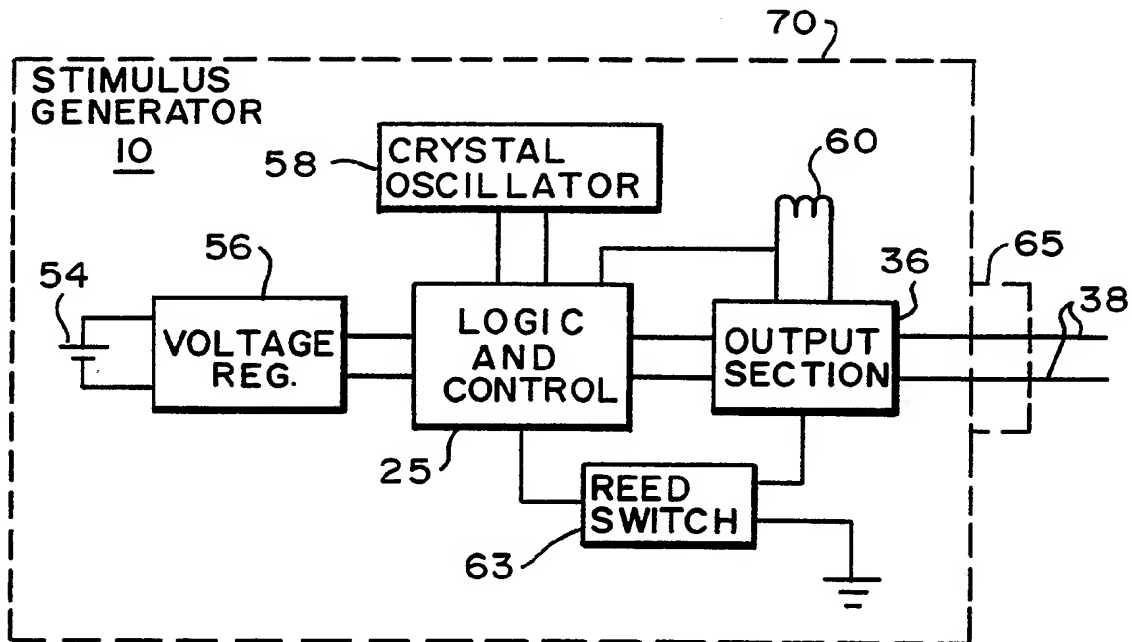 70
STIMULUS
GENERATOR
10
58
CRYSTAL
OSCILLATOR
60
56
54
VOLTAGE
REG.
LOGIC
AND
CONTROL
25
OUTPUT
SECTION
36
65
38
REED
SWITCH
63